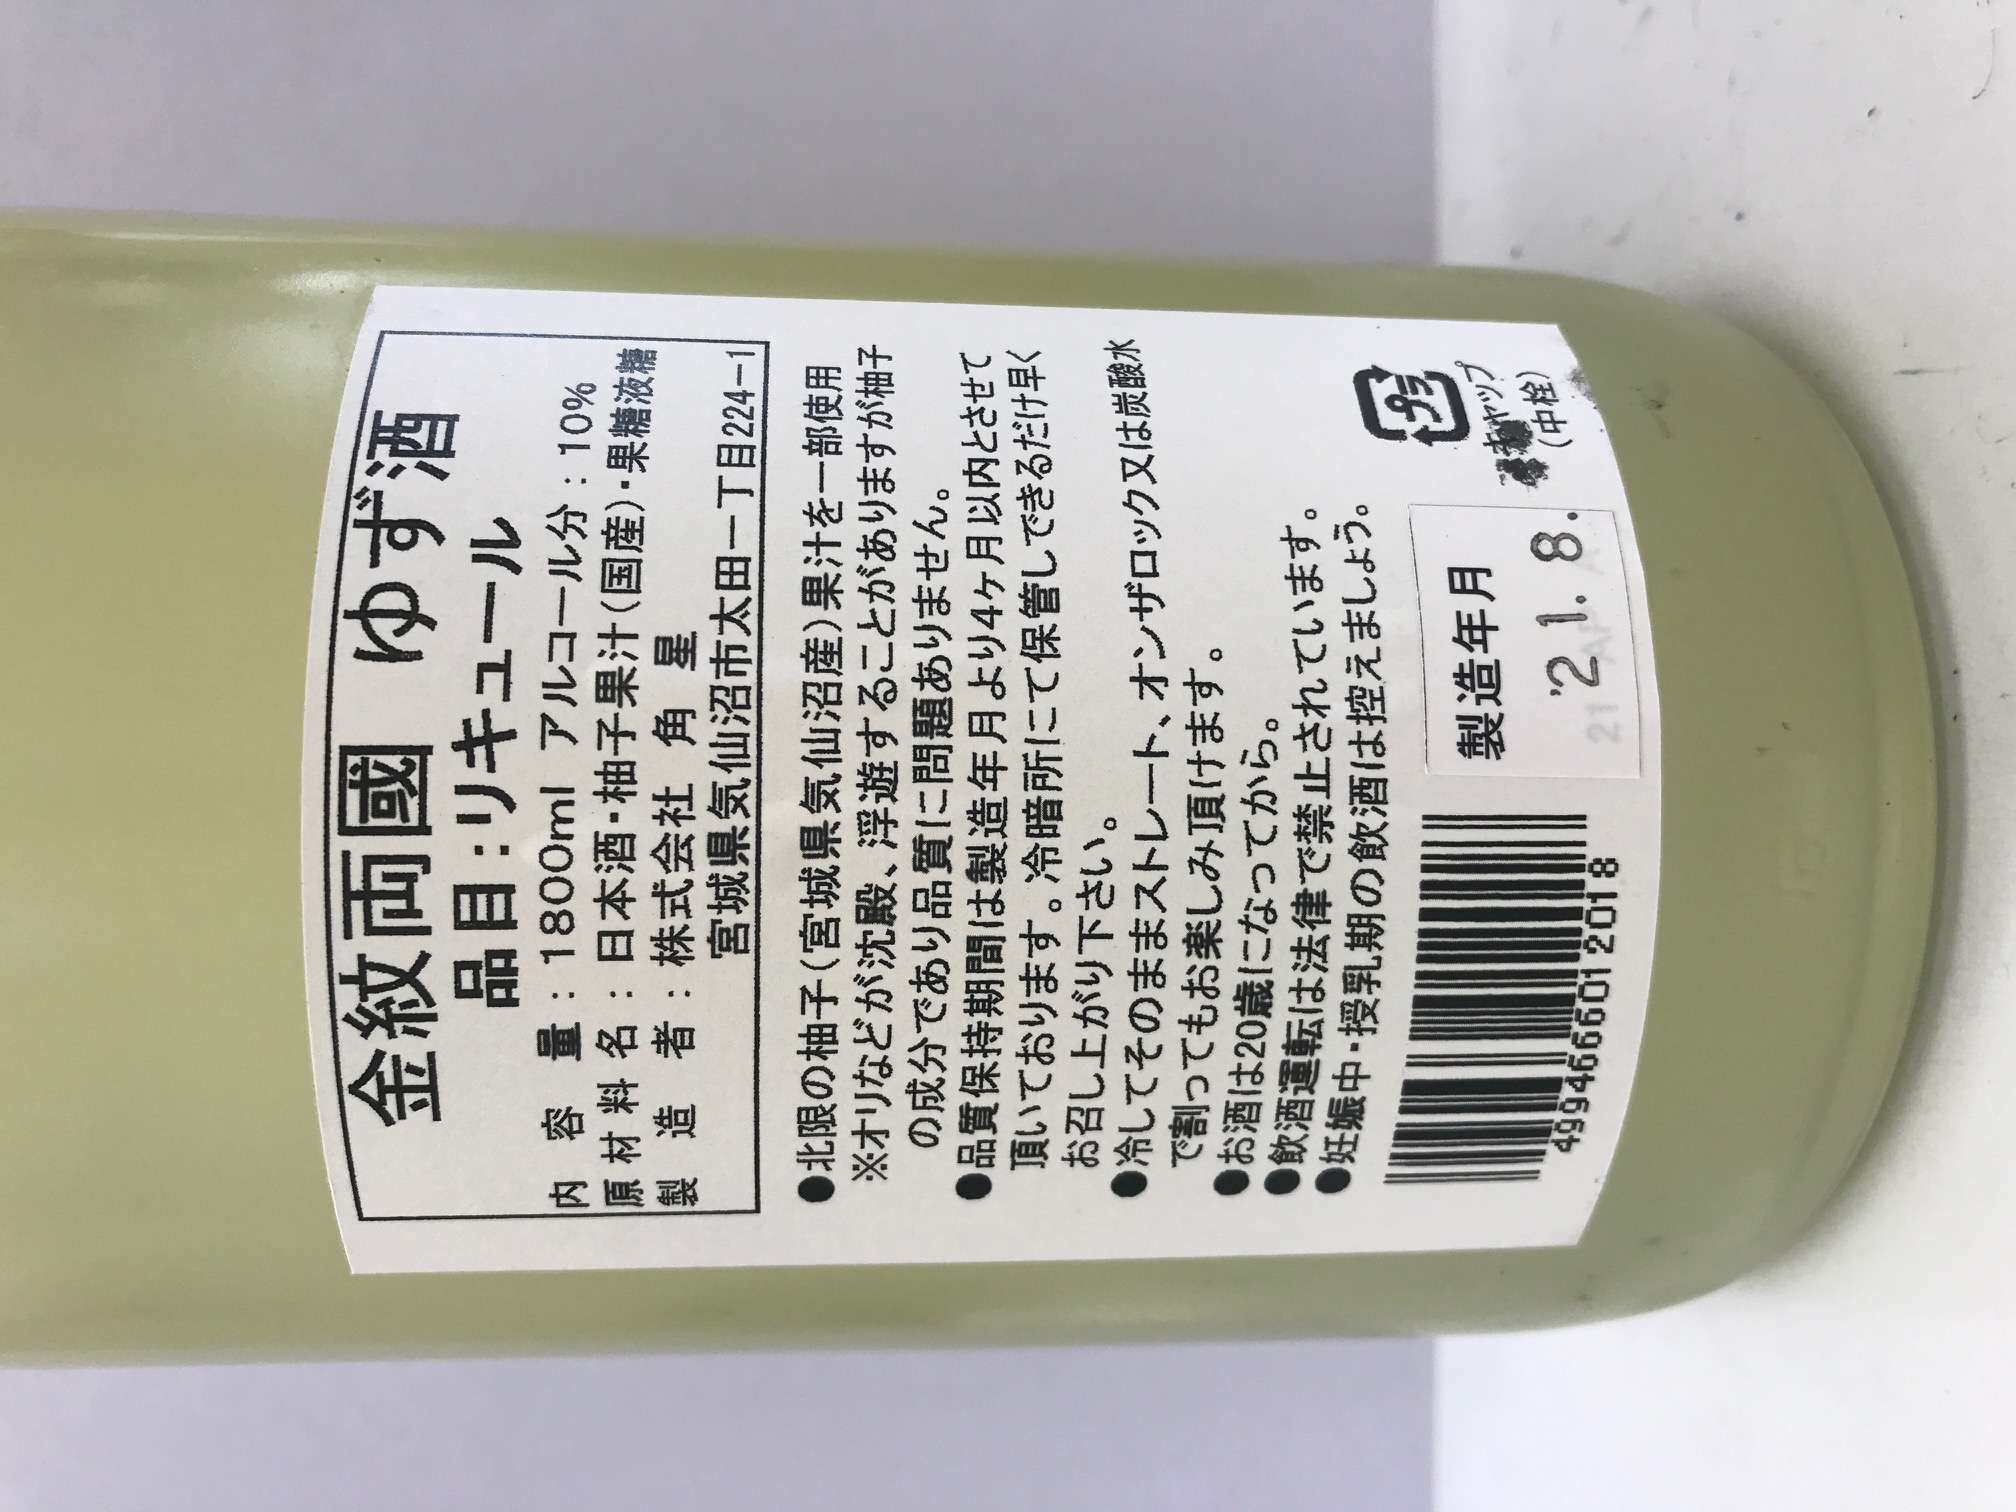 金紋両國 ゆず酒
品目:リキュール
内容量:1800ml アルコール分:10%
原材料名:日本酒・柚子果汁(国産)・果糖液糖
製造者:株式会社 角星
宮城県気仙沼市太田一丁目224-1
●北限の柚子(宮城県気仙沼産)果汁を一部使用
※オリなどが沈殿、浮遊することがありますが柚子
の成分であり品質に問題ありません。
●品質保持期間は製造年月より4ヶ月以内とさせて
頂いております。冷暗所にて保管しできるだけ早く
お召し上がり下さい。
●冷してそのままストレート、オンザロック又は炭酸水
で割ってもお楽しみ頂けます。
●お酒は20歳になってから。
●飲酒運転は法律で禁止されています。
●妊娠中・授乳期の飲酒は控えましょう。
4994666012018
製造年月
'21.8.
プラ
キャップ
(中栓)